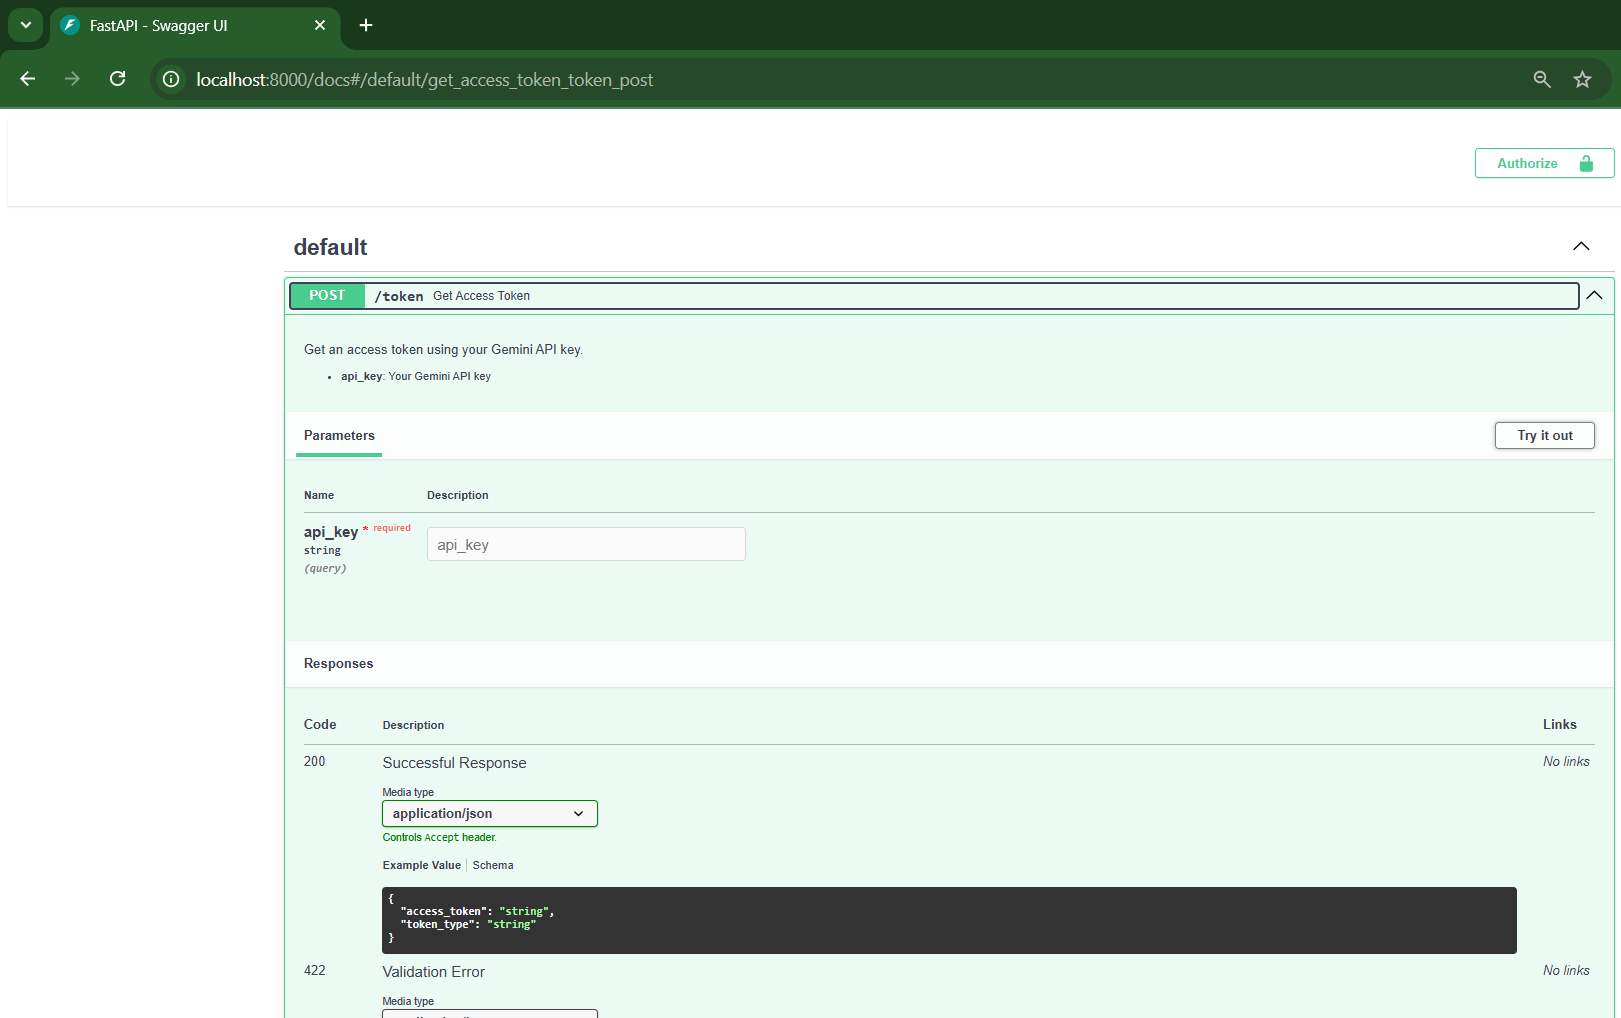 FastAPI - Swagger UI
localhost:8000/docs#/default/get_access_token_token_post
Authorize
default
POST /token Get Access Token
Get an access token using your Gemini API key.
• api_key: Your Gemini API key
Parameters
Try it out
Name Description
api_key * required
string
(query)
api_key
Responses
Code Description Links
200 Successful Response No links
Media type
application/json
Controls Accept header.
Example Value Schema
{
"access_token": "string",
"token_type": "string"
}
422 Validation Error No links
Media type